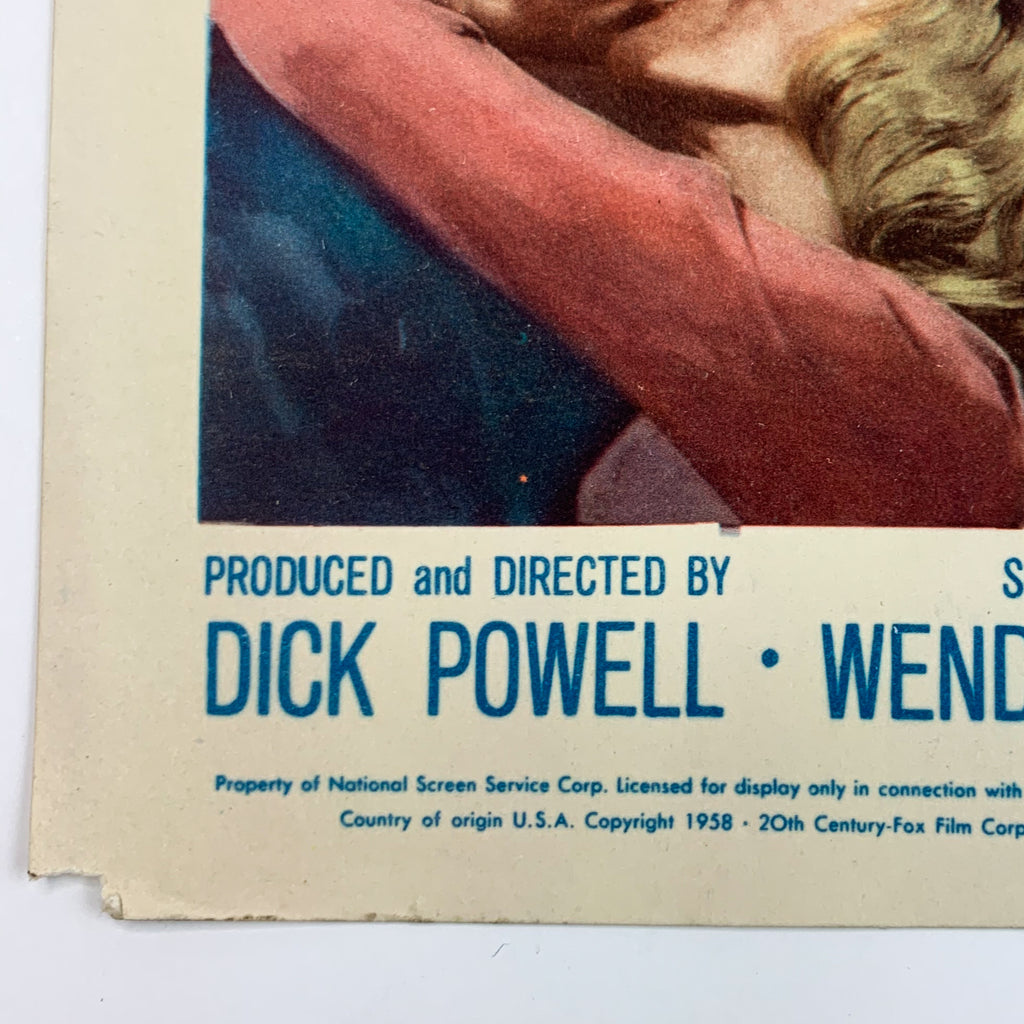 PRODUCED and DIRECTED BY S
DICK POWELL • WEND
Property of National Screen Service Corp. Licensed for display only in connection with
Country of origin U.S.A. Copyright 1958 • 20th Century-Fox Film Corp